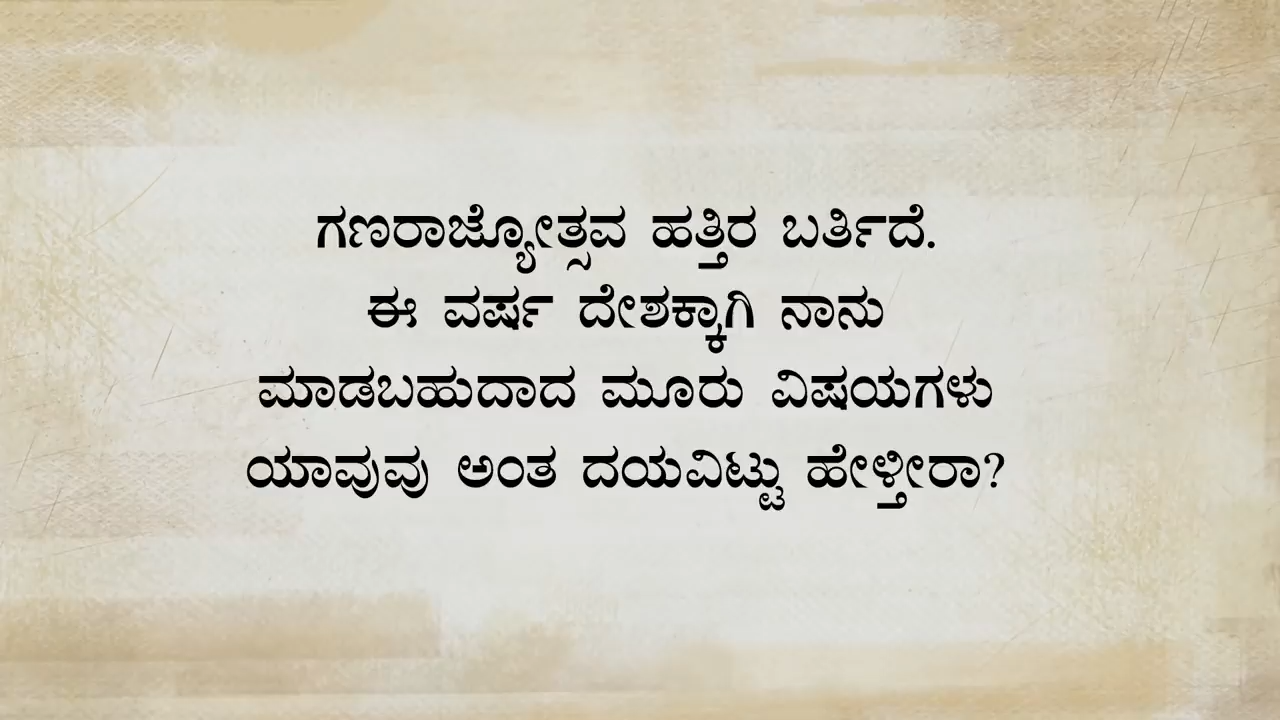 ಗಣರಾಜ್ಯೋತ್ಸವ ಹತ್ತಿರ ಬರ್ತಿದೆ.
ಈ ವರ್ಷ ದೇಶಕ್ಕಾಗಿ ನಾನು
ಮಾಡಬಹುದಾದ ಮೂರು ವಿಷಯಗಳು
ಯಾವುವು ಅಂತ ದಯವಿಟ್ಟು ಹೇಳ್ತೀರಾ?